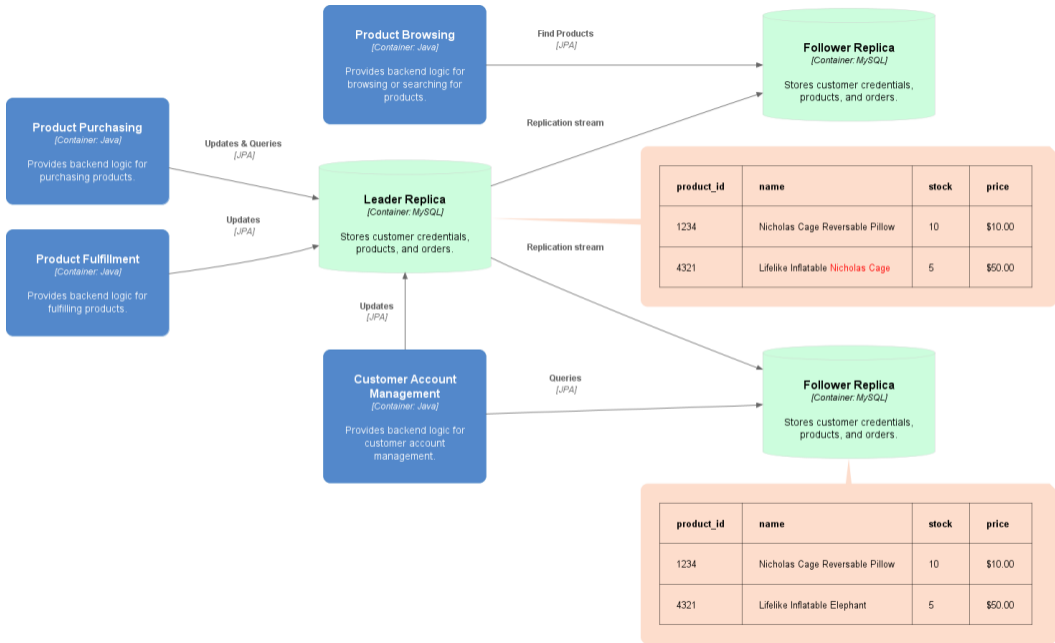 Product Browsing
[Container: Java]
Provides backend logic for
browsing or searching for
products.
Find Products
[JPA]
Follower Replica
[Container: MySQL]
Stores customer credentials,
products, and orders.
Product Purchasing
[Container: Java]
Provides backend logic for
purchasing products.
Updates & Queries
[JPA]
Replication stream
Leader Replica
[Container: MySQL]
Stores customer credentials,
products, and orders.
product_id name stock price
1234 Nicholas Cage Reversable Pillow 10 $10.00
4321 Lifelike Inflatable Nicholas Cage 5 $50.00
Product Fulfillment
[Container: Java]
Provides backend logic for
fulfilling products.
Updates
[JPA]
Replication stream
Updates
[JPA]
Customer Account
Management
[Container: Java]
Provides backend logic for
customer account
management.
Queries
[JPA]
Follower Replica
[Container: MySQL]
Stores customer credentials,
products, and orders.
product_id name stock price
1234 Nicholas Cage Reversable Pillow 10 $10.00
4321 Lifelike Inflatable Elephant 5 $50.00